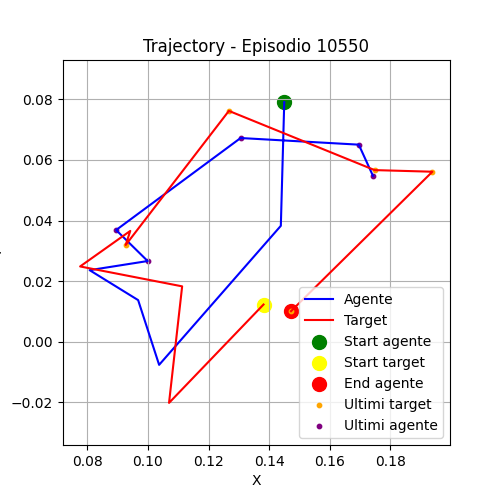 Trajectory - Episodio 10550
0.08
0.06
0.04
0.02
0.00
−0.02
0.08 0.10 0.12 0.14 0.16 0.18
X
Agente
Target
Start agente
Start target
End agente
Ultimi target
Ultimi agente